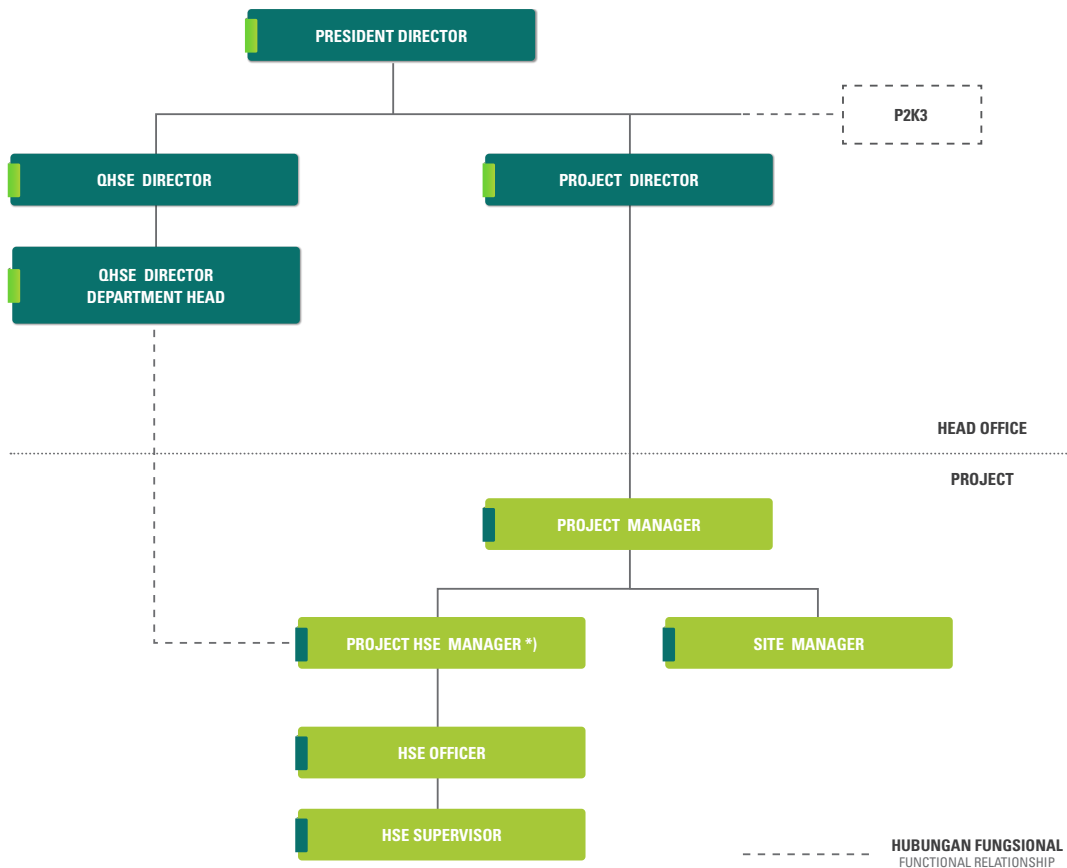 PRESIDENT DIRECTOR
P2K3
QHSE DIRECTOR
PROJECT DIRECTOR
QHSE DIRECTOR
DEPARTMENT HEAD
HEAD OFFICE
PROJECT
PROJECT MANAGER
PROJECT HSE MANAGER *)
SITE MANAGER
HSE OFFICER
HSE SUPERVISOR
HUBUNGAN FUNGSIONAL
FUNCTIONAL RELATIONSHIP